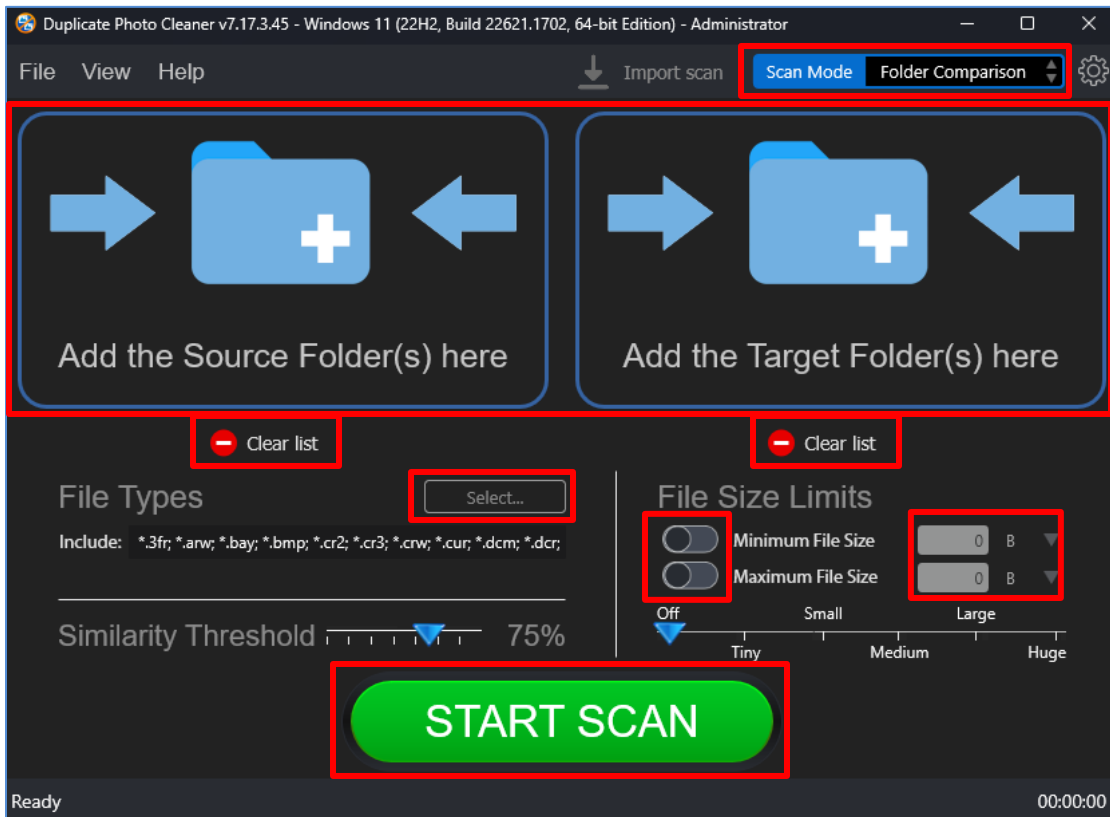 Duplicate Photo Cleaner v7.17.3.45 - Windows 11 (22H2, Build 22621.1702, 64-bit Edition) - Administrator
File View Help Import scan Scan Mode Folder Comparison
Add the Source Folder(s) here Add the Target Folder(s) here
Clear list Clear list
File Types Select... File Size Limits
Include: *.3fr; *.arw; *.bay; *.bmp; *.cr2; *.cr3; *.crw; *.cur; *.dcm; *.dcr; Minimum File Size 0 B
Maximum File Size 0 B
Off Small Large
Similarity Threshold 75%
Tiny Medium Huge
START SCAN
Ready 00:00:00